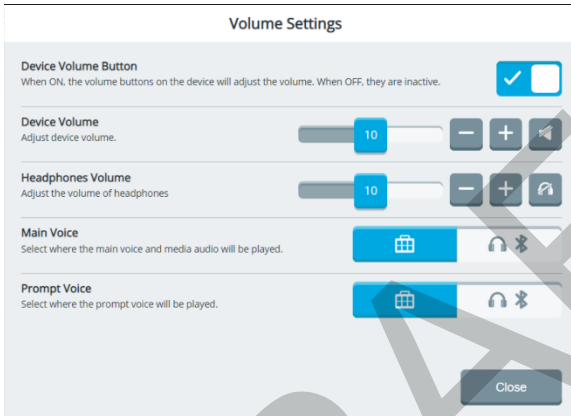 Volume Settings
Device Volume Button
When ON, the volume buttons on the device will adjust the volume. When OFF, they are inactive.
Device Volume
Adjust device volume.
10
Headphones Volume
Adjust the volume of headphones
10
Main Voice
Select where the main voice and media audio will be played.
Prompt Voice
Select where the prompt voice will be played.
Close